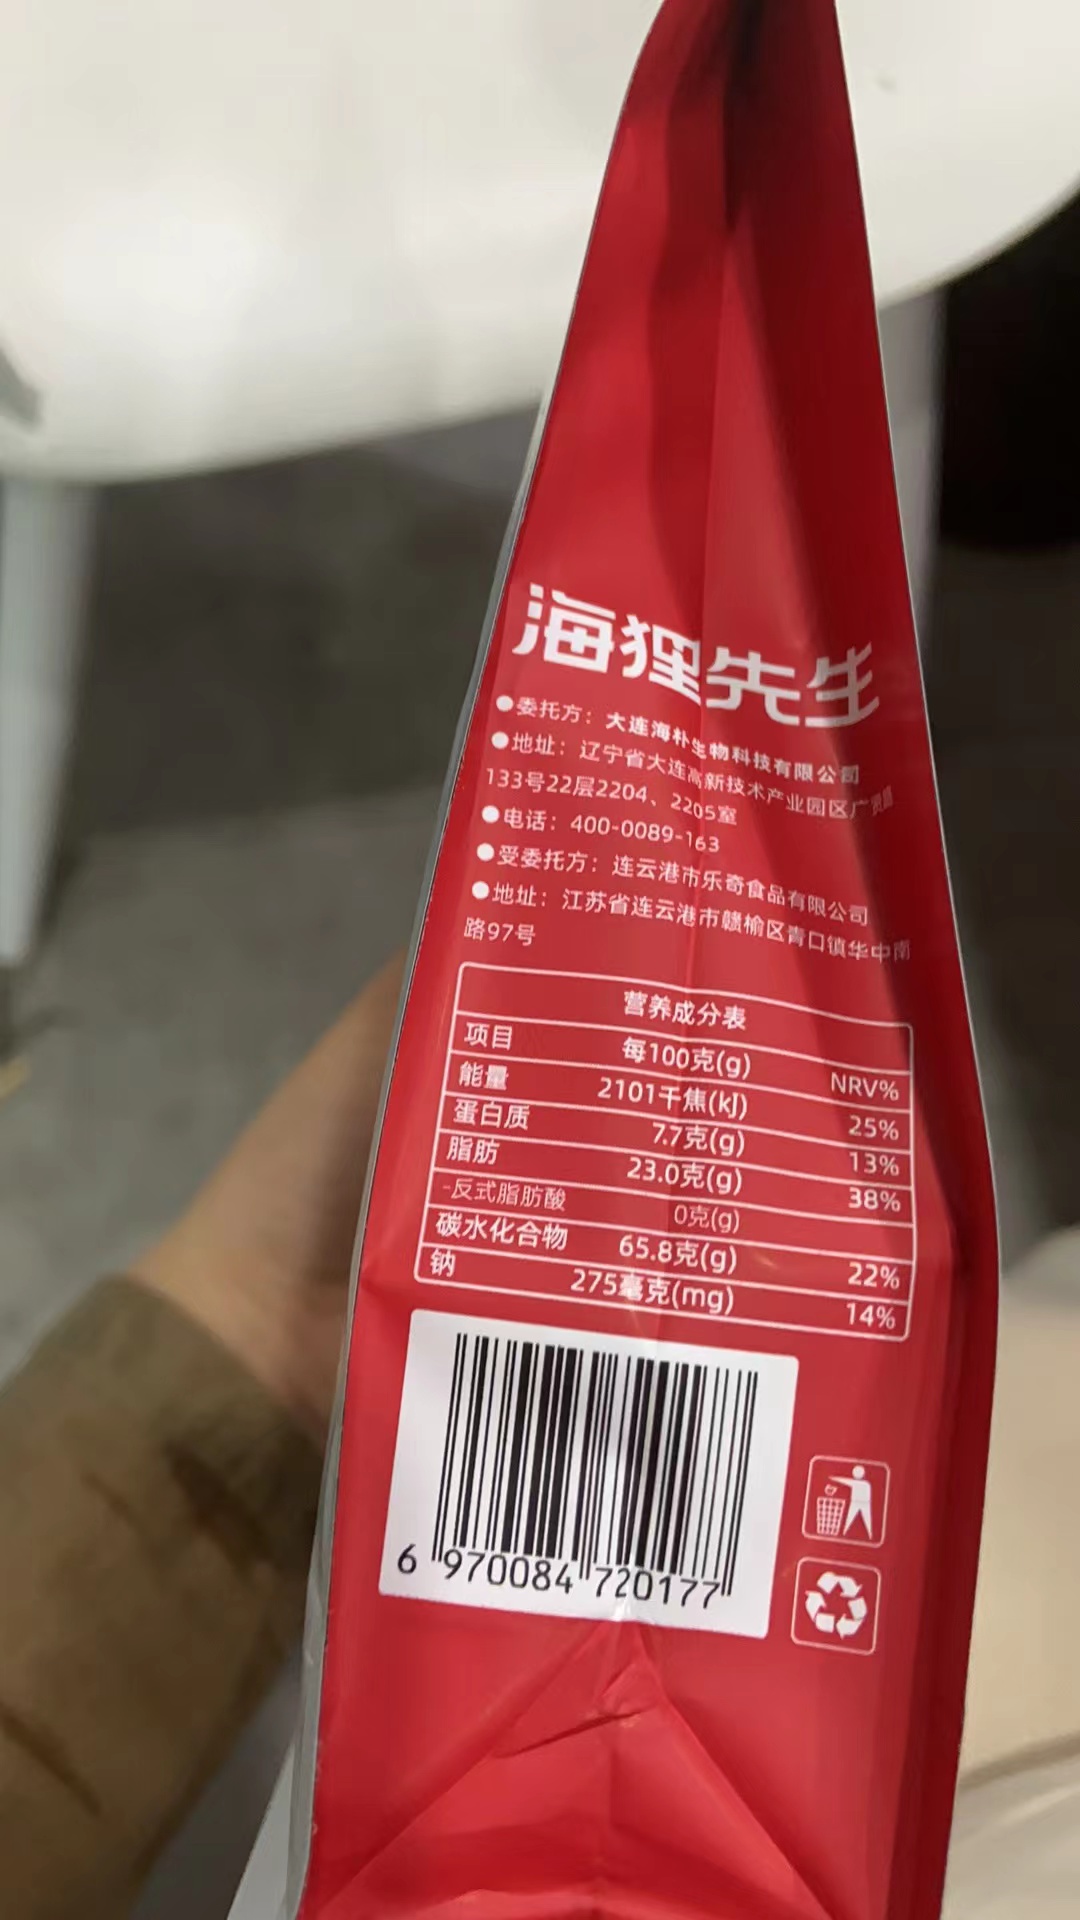 海狸先生
●委托方：大连海朴生物科技有限公司
●地址：辽宁省大连高新技术产业园区广贤路
133号22层2204、2205室
●电话：400-0089-163
●受委托方：连云港市乐奇食品有限公司
●地址：江苏省连云港市赣榆区青口镇华中南
路97号
营养成分表
项目 每100克(g) NRV%
能量 2101千焦(kJ) 25%
蛋白质 7.7克(g) 13%
脂肪 23.0克(g) 38%
-反式脂肪酸 0克(g)
碳水化合物 65.8克(g) 22%
钠 275毫克(mg) 14%
6 970084 720177